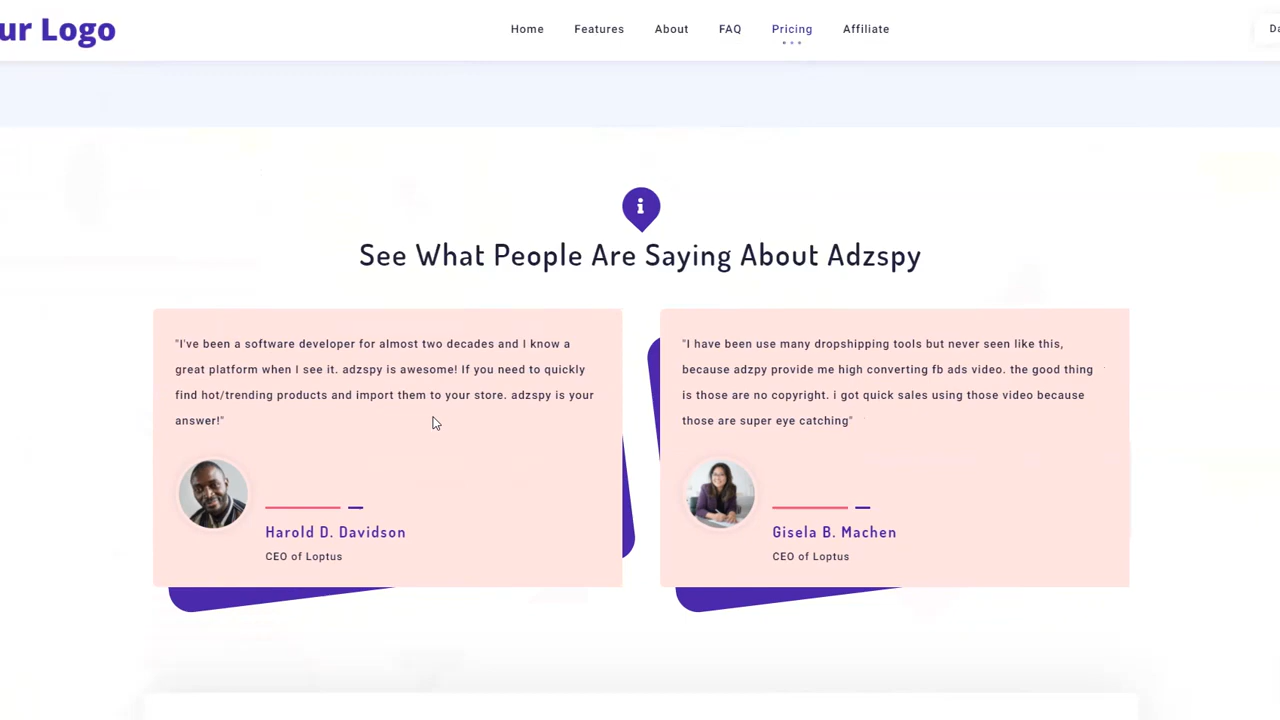 ur Logo
Home Features About FAQ Pricing Affiliate
See What People Are Saying About Adzspy
"I've been a software developer for almost two decades and I know a
great platform when I see it. adzspy is awesome! If you need to quickly
find hot/trending products and import them to your store. adzspy is your
answer!"
Harold D. Davidson
CEO of Loptus
"I have been use many dropshipping tools but never seen like this,
because adzpy provide me high converting fb ads video. the good thing
is those are no copyright. i got quick sales using those video because
those are super eye catching"
Gisela B. Machen
CEO of Loptus